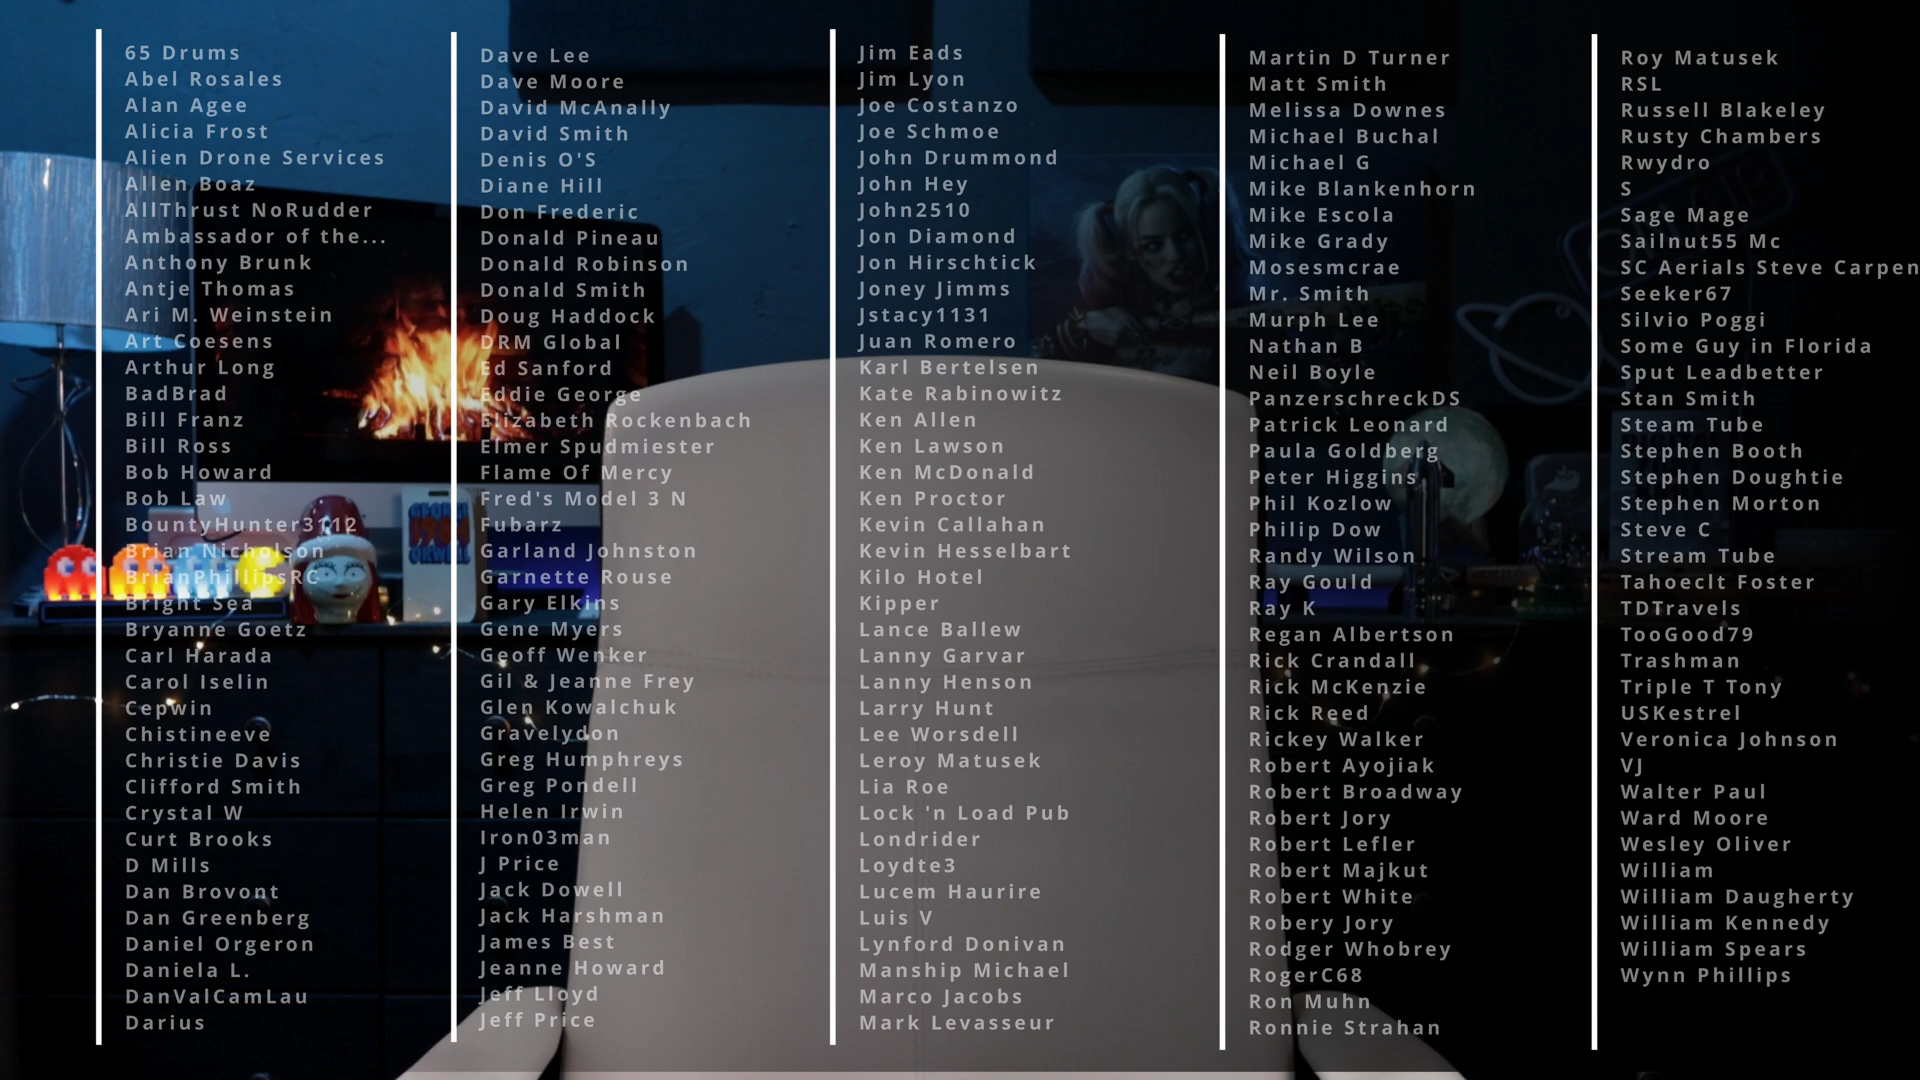 65 Drums
Abel Rosales
Alan Agee
Alicia Frost
Alien Drone Services
Allen Boaz
AllThrust NoRudder
Ambassador of the...
Anthony Brunk
Antje Thomas
Ari M. Weinstein
Art Coesens
Arthur Long
BadBrad
Bill Franz
Bill Ross
Bob Howard
Bob Law
BountyHunter3112
Brian Nicholson
BrianPhillipsRC
Bright Sea
Bryanne Goetz
Carl Harada
Carol Iselin
Cepwin
Chistineeve
Christie Davis
Clifford Smith
Crystal W
Curt Brooks
D Mills
Dan Brovont
Dan Greenberg
Daniel Orgeron
Daniela L.
DanValCamLau
Darius
Dave Lee
Dave Moore
David McAnally
David Smith
Denis O'S
Diane Hill
Don Frederic
Donald Pineau
Donald Robinson
Donald Smith
Doug Haddock
DRM Global
Ed Sanford
Eddie George
Elizabeth Rockenbach
Elmer Spudmiester
Flame Of Mercy
Fred's Model 3 N
Fubarz
Garland Johnston
Garnette Rouse
Gary Elkins
Gene Myers
Geoff Wenker
Gil & Jeanne Frey
Glen Kowalchuk
Gravelydon
Greg Humphreys
Greg Pondell
Helen Irwin
Iron03man
J Price
Jack Dowell
Jack Harshman
James Best
Jeanne Howard
Jeff Lloyd
Jeff Price
Jim Eads
Jim Lyon
Joe Costanzo
Joe Schmoe
John Drummond
John Hey
John2510
Jon Diamond
Jon Hirschtick
Joney Jimms
Jstacy1131
Juan Romero
Karl Bertelsen
Kate Rabinowitz
Ken Allen
Ken Lawson
Ken McDonald
Ken Proctor
Kevin Callahan
Kevin Hesselbart
Kilo Hotel
Kipper
Lance Ballew
Lanny Garvar
Lanny Henson
Larry Hunt
Lee Worsdell
Leroy Matusek
Lia Roe
Lock 'n Load Pub
Londrider
Loydte3
Lucem Haurire
Luis V
Lynford Donivan
Manship Michael
Marco Jacobs
Mark Levasseur
Martin D Turner
Matt Smith
Melissa Downes
Michael Buchal
Michael G
Mike Blankenhorn
Mike Escola
Mike Grady
Mosesmcrae
Mr. Smith
Murph Lee
Nathan B
Neil Boyle
PanzerschreckDS
Patrick Leonard
Paula Goldberg
Peter Higgins
Phil Kozlow
Philip Dow
Randy Wilson
Ray Gould
Ray K
Regan Albertson
Rick Crandall
Rick McKenzie
Rick Reed
Rickey Walker
Robert Ayojiak
Robert Broadway
Robert Jory
Robert Lefler
Robert Majkut
Robert White
Robery Jory
Rodger Whobrey
RogerC68
Ron Muhn
Ronnie Strahan
Roy Matusek
RSL
Russell Blakeley
Rusty Chambers
Rwydro
S
Sage Mage
Sailnut55 Mc
SC Aerials Steve Carpen
Seeker67
Silvio Poggi
Some Guy in Florida
Sput Leadbetter
Stan Smith
Steam Tube
Stephen Booth
Stephen Doughtie
Stephen Morton
Steve C
Stream Tube
Tahoeclt Foster
TDTravels
TooGood79
Trashman
Triple T Tony
USKestrel
Veronica Johnson
VJ
Walter Paul
Ward Moore
Wesley Oliver
William
William Daugherty
William Kennedy
William Spears
Wynn Phillips
GEORGE
1984
ORWELL